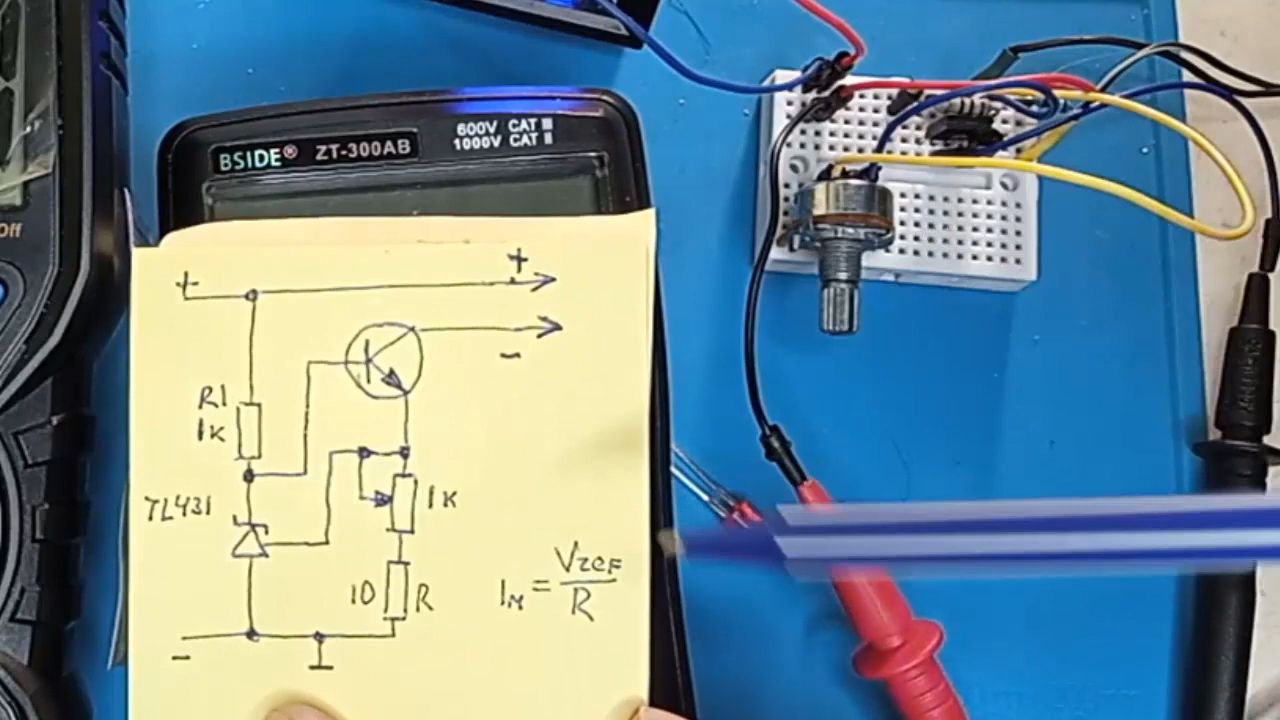 Off
BSIDE® ZT-300AB
600V CAT III
1000V CAT II
+ +
-
R1
1K
TL431
1K
10 R
IM = Vref
R
-